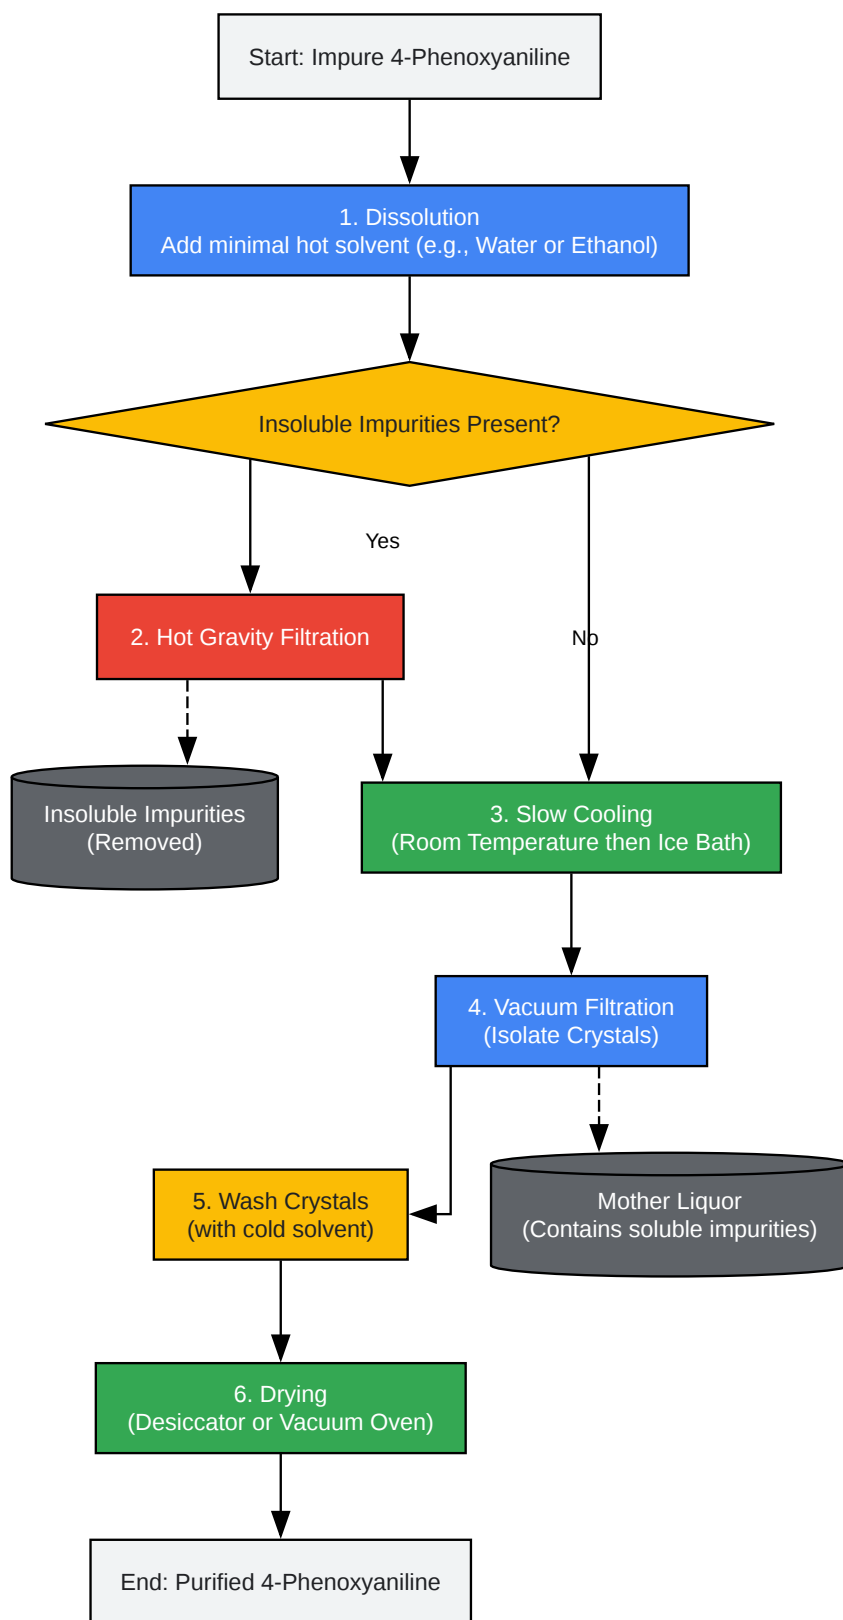 Start: Impure 4-Phenoxyaniline
1. Dissolution
Add minimal hot solvent (e.g., Water or Ethanol)
Insoluble Impurities Present?
Yes
2. Hot Gravity Filtration
No
Insoluble Impurities
(Removed)
3. Slow Cooling
(Room Temperature then Ice Bath)
4. Vacuum Filtration
(Isolate Crystals)
5. Wash Crystals
(with cold solvent)
Mother Liquor
(Contains soluble impurities)
6. Drying
(Desiccator or Vacuum Oven)
End: Purified 4-Phenoxyaniline